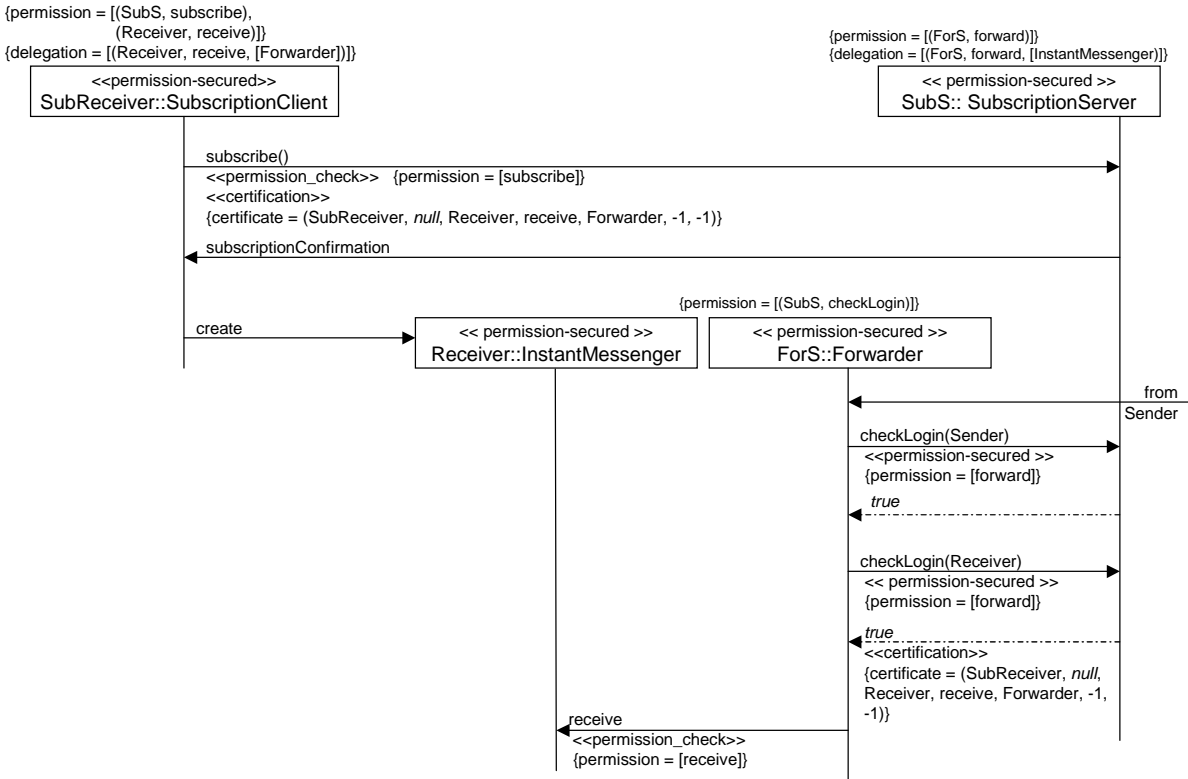 {permission = [(SubS, subscribe),
(Receiver, receive)]}
{delegation = [(Receiver, receive, [Forwarder])]}
{permission = [(ForS, forward)]}
{delegation = [(ForS, forward, [InstantMessenger)]}
<<permission-secured>>
SubReceiver::SubscriptionClient
<< permission-secured >>
SubS:: SubscriptionServer
subscribe()
<<permission_check>> {permission = [subscribe]}
<<certification>>
{certificate = (SubReceiver, null, Receiver, receive, Forwarder, -1, -1)}
subscriptionConfirmation
{permission = [(SubS, checkLogin)]}
create
<< permission-secured >>
Receiver::InstantMessenger
<< permission-secured >>
ForS::Forwarder
from
Sender
checkLogin(Sender)
<<permission-secured >>
{permission = [forward]}
true
checkLogin(Receiver)
<< permission-secured >>
{permission = [forward]}
true
<<certification>>
{certificate = (SubReceiver, null,
Receiver, receive, Forwarder, -1,
-1)}
receive
<<permission_check>>
{permission = [receive]}